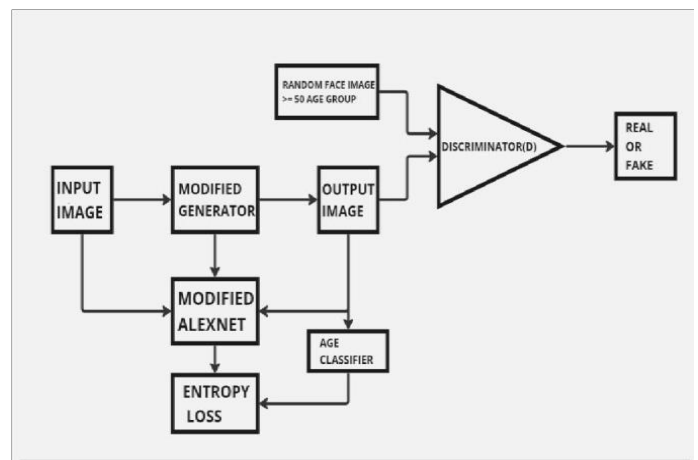 RANDOM FACE IMAGE
>= 50 AGE GROUP
DISCRIMINATOR(D)
REAL
OR
FAKE
INPUT
IMAGE
MODIFIED
GENERATOR
OUTPUT
IMAGE
MODIFIED
ALEXNET
AGE
CLASSIFIER
ENTROPY
LOSS